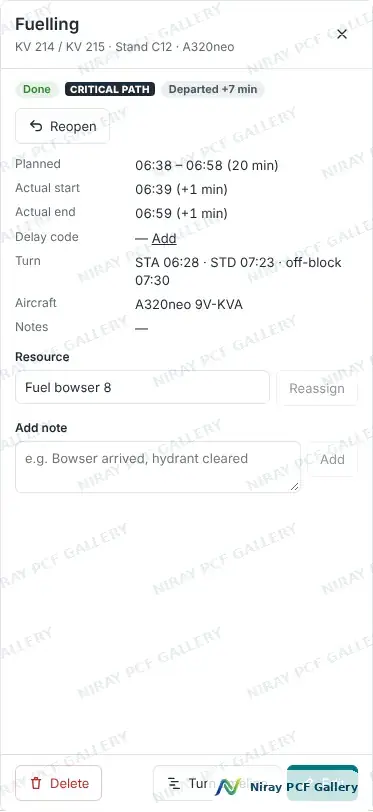 Fuelling
KV 214 / KV 215 · Stand C12 · A320neo
Done CRITICAL PATH Departed +7 min
Reopen
Planned 06:38 – 06:58 (20 min)
Actual start 06:39 (+1 min)
Actual end 06:59 (+1 min)
Delay code — Add
Turn STA 06:28 · STD 07:23 · off-block
07:30
Aircraft A320neo 9V-KVA
Notes —
Resource
Fuel bowser 8 Reassign
Add note
e.g. Bowser arrived, hydrant cleared Add
Delete Niray PCF Gallery
NIRAY PCF GALLERY